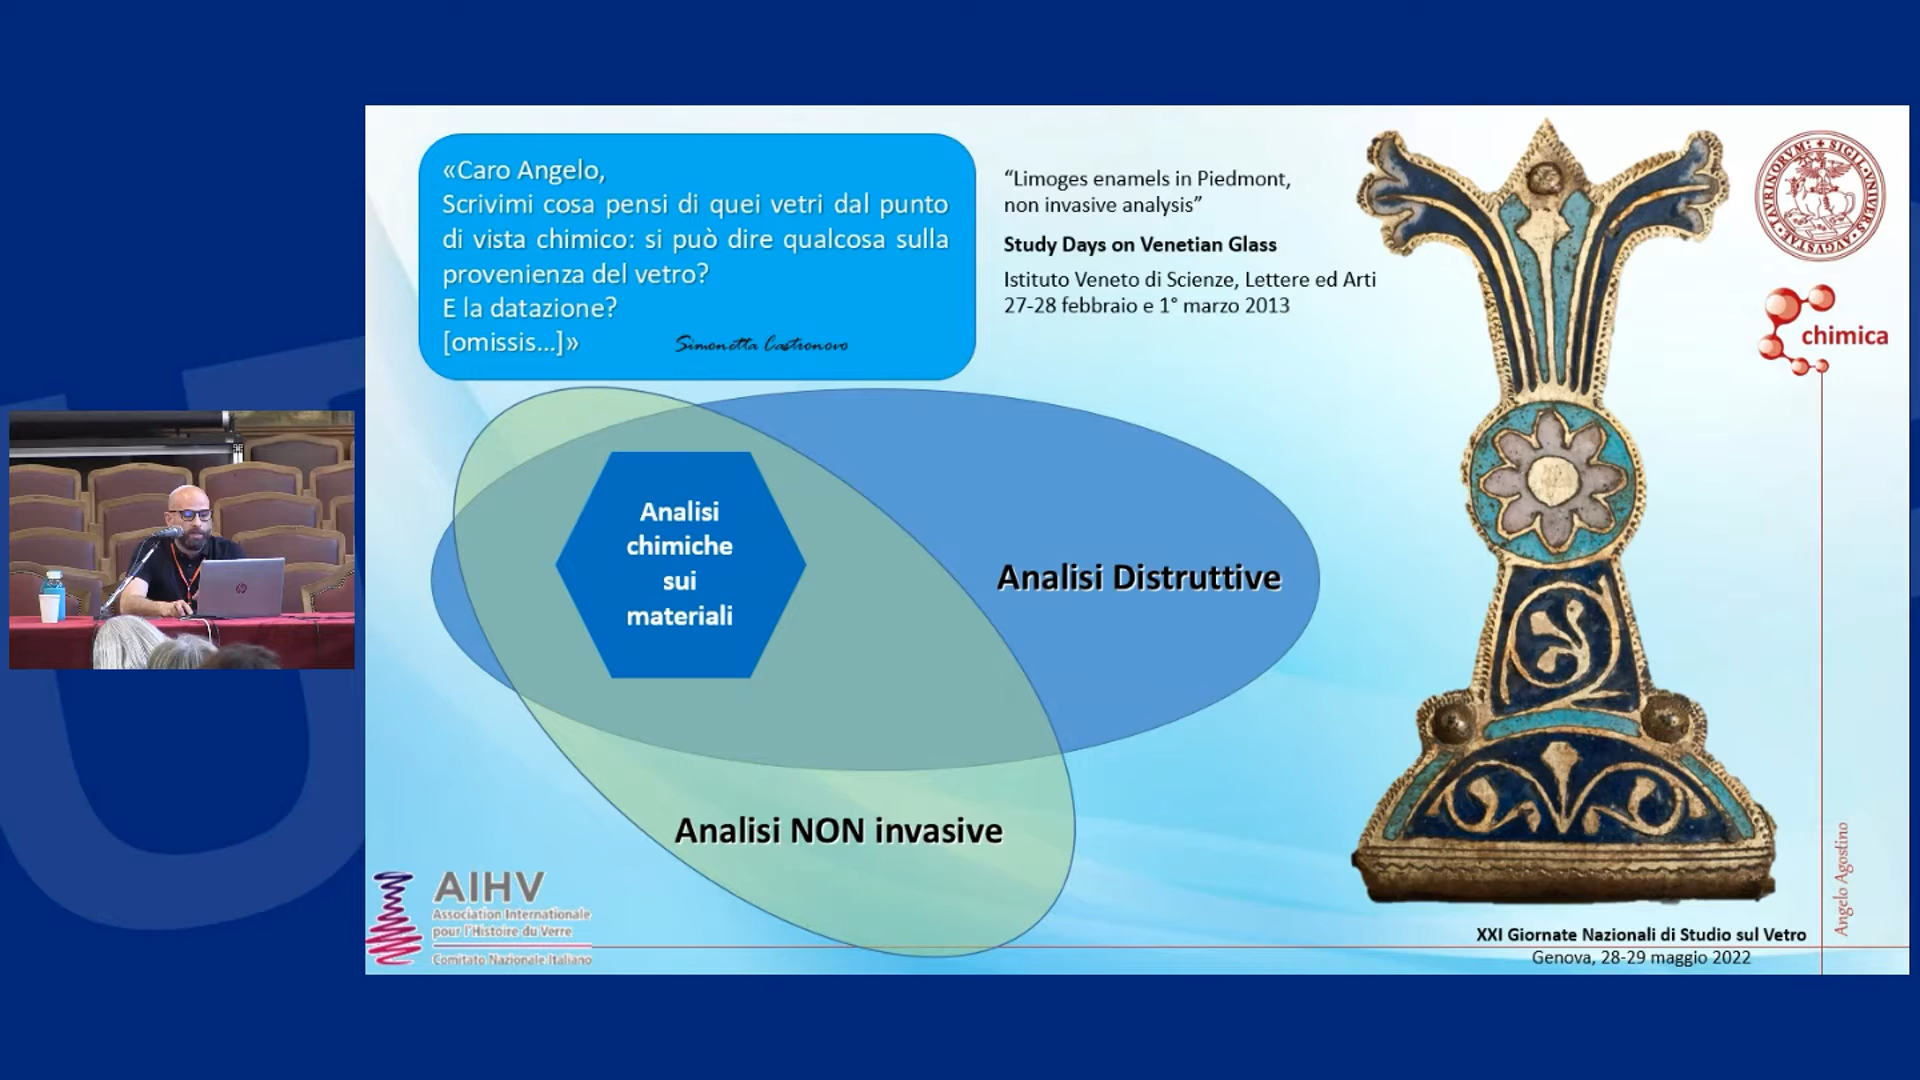 «Caro Angelo,
Scrivimi cosa pensi di quei vetri dal punto
di vista chimico: si può dire qualcosa sulla
provenienza del vetro?
E la datazione?
[omissis...]»
Simonetta Castronovo
“Limoges enamels in Piedmont,
non invasive analysis”
Study Days on Venetian Glass
Istituto Veneto di Scienze, Lettere ed Arti
27-28 febbraio e 1° marzo 2013
chimica
Analisi
chimiche
sui
materiali
Analisi Distruttive
Analisi NON invasive
AIHV
Association Internationale
pour l'Histoire du Verre
Comitato Nazionale Italiano
Angelo Agostino
XXI Giornate Nazionali di Studio sul Vetro
Genova, 28-29 maggio 2022